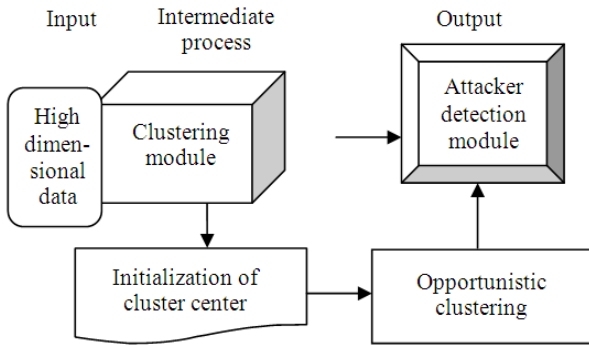 Input
Intermediate
process
Output
High
dimen-
sional
data
Clustering
module
Attacker
detection
module
Initialization of
cluster center
Opportunistic
clustering